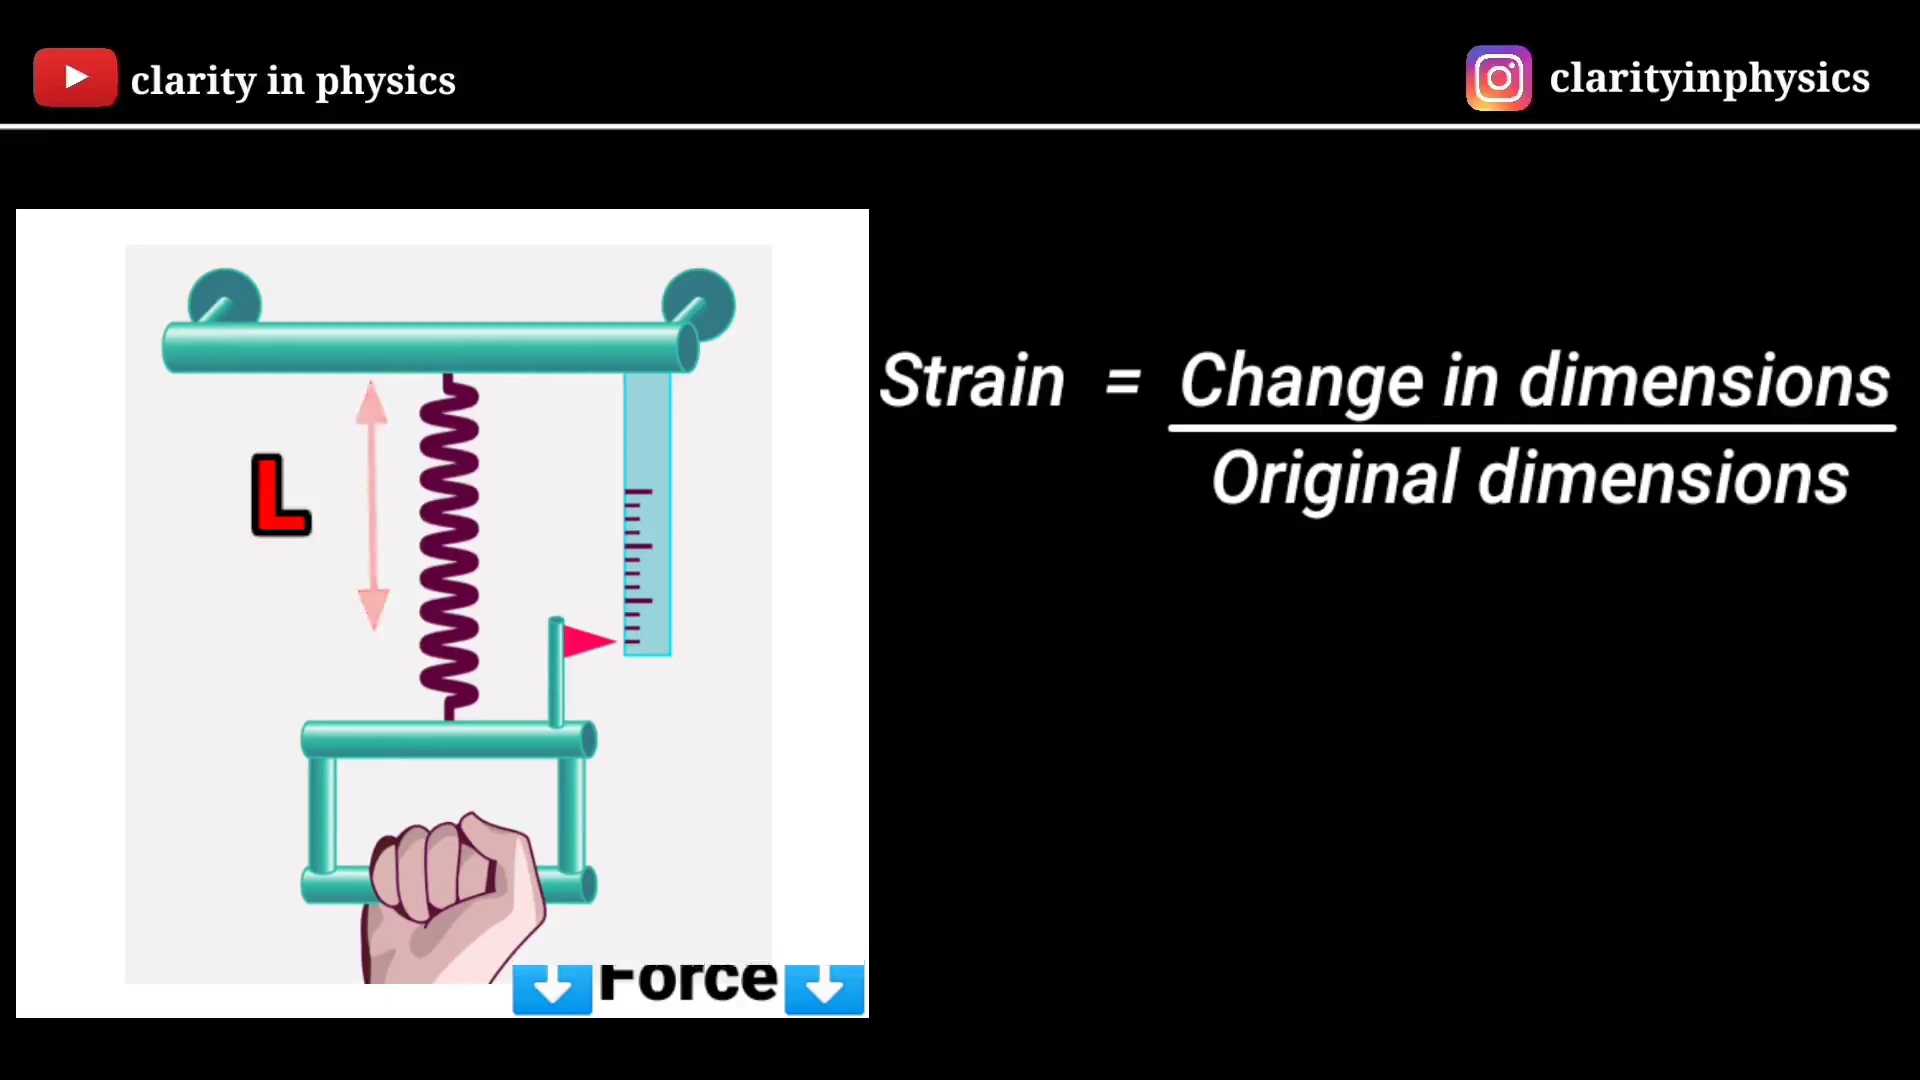 clarity in physics
clarityinphysics
L
Strain = Change in dimensions
Original dimensions
Force